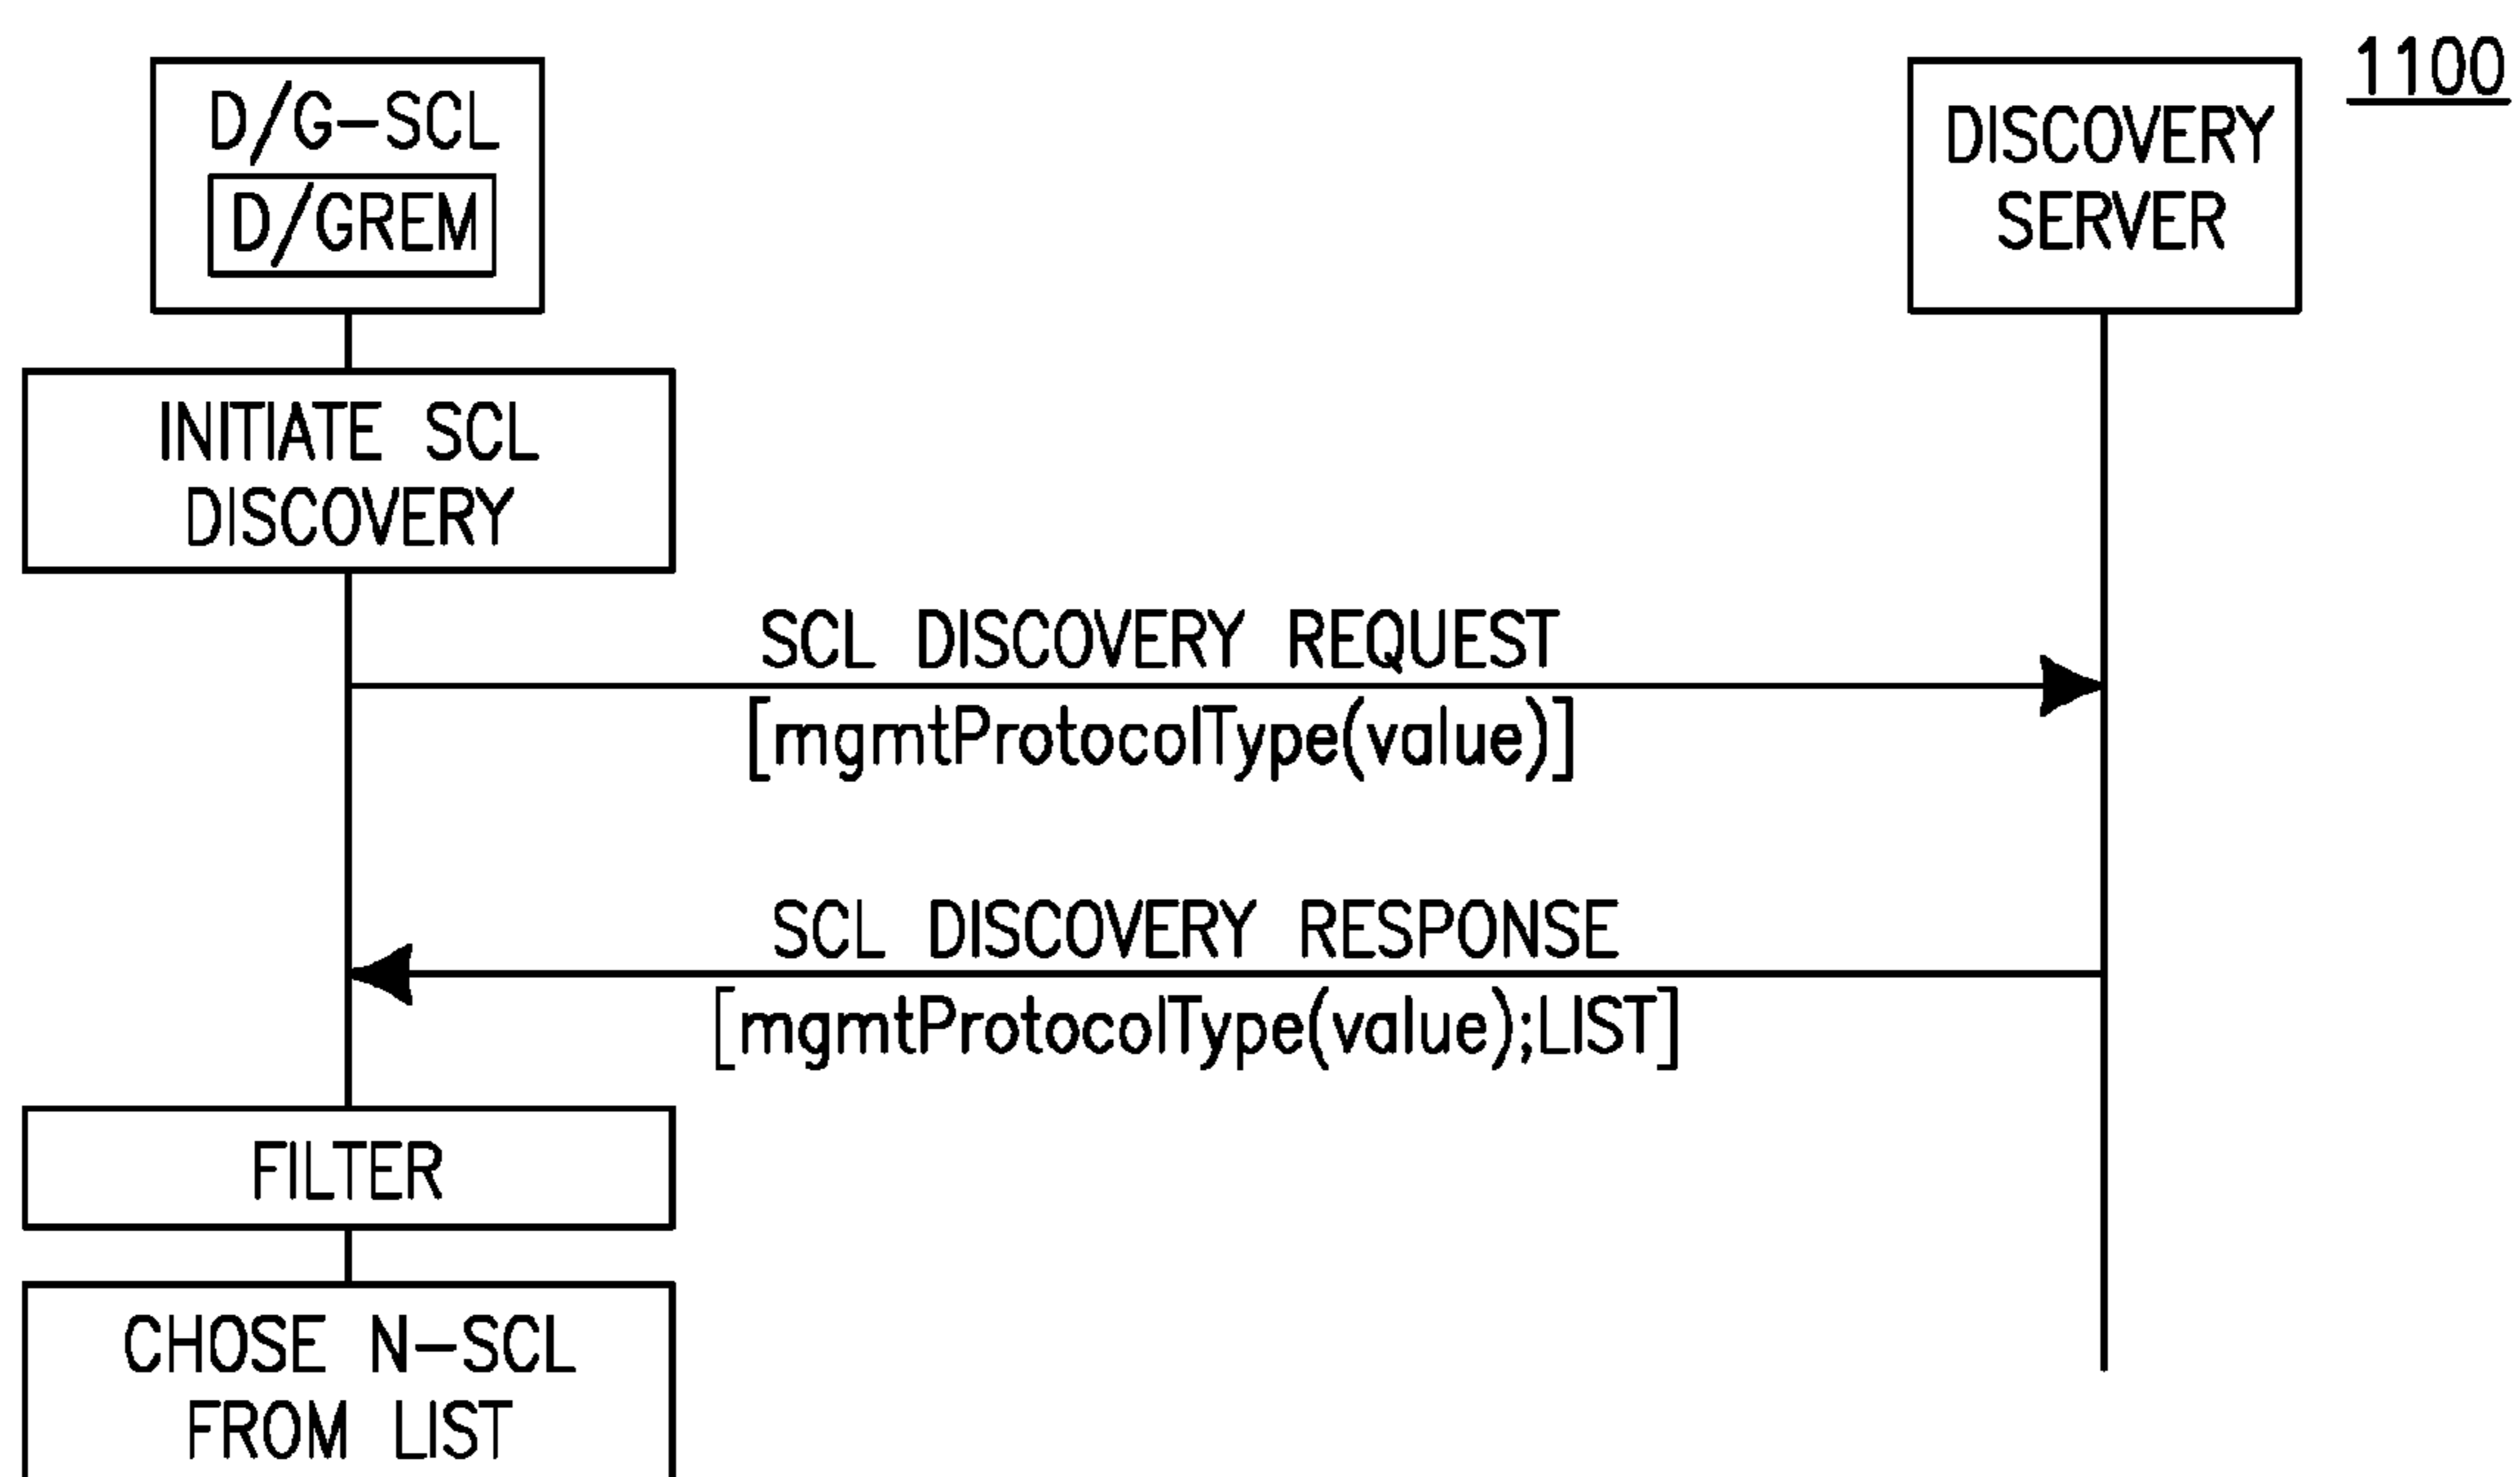 1100
D/G-SCL
D/GREM
DISCOVERY
SERVER
INITIATE SCL
DISCOVERY
SCL DISCOVERY REQUEST
[mgmtProtocolType(value)]
SCL DISCOVERY RESPONSE
[mgmtProtocolType(value);LIST]
FILTER
CHOSE N-SCL
FROM LIST